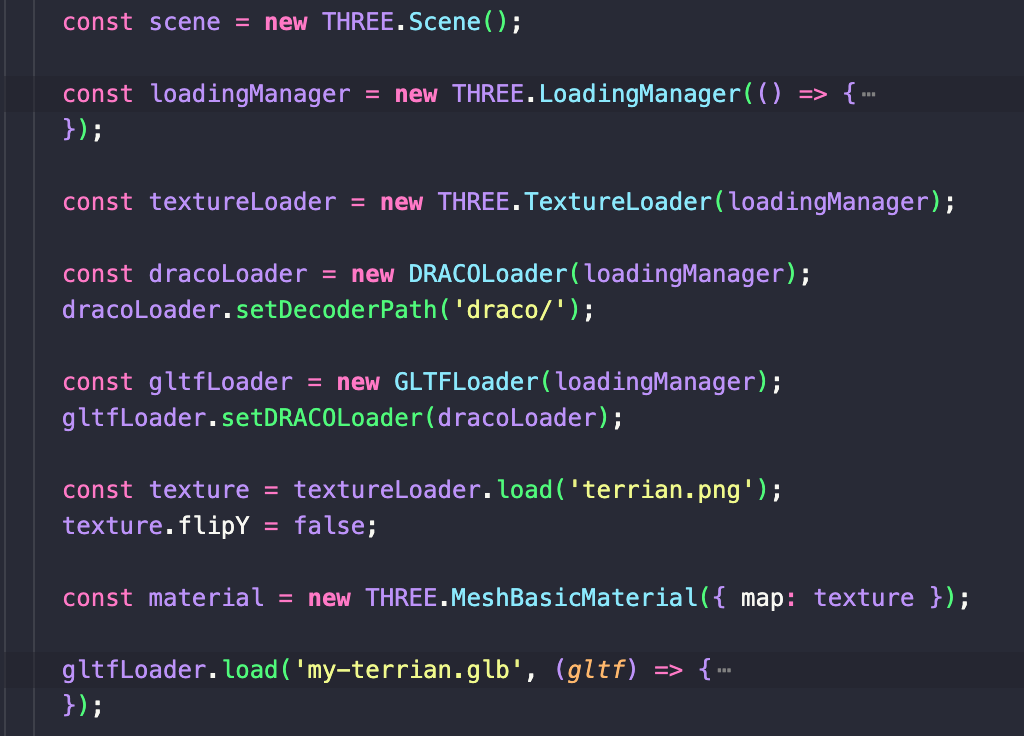 const scene = new THREE.Scene();
const loadingManager = new THREE.LoadingManager(() => {⋯
});
const textureLoader = new THREE.TextureLoader(loadingManager);
const dracoLoader = new DRACOLoader(loadingManager);
dracoLoader.setDecoderPath('draco/');
const gltfLoader = new GLTFLoader(loadingManager);
gltfLoader.setDRACOLoader(dracoLoader);
const texture = textureLoader.load('terrian.png');
texture.flipY = false;
const material = new THREE.MeshBasicMaterial({ map: texture });
gltfLoader.load('my-terrian.glb', (gltf) => {⋯
});